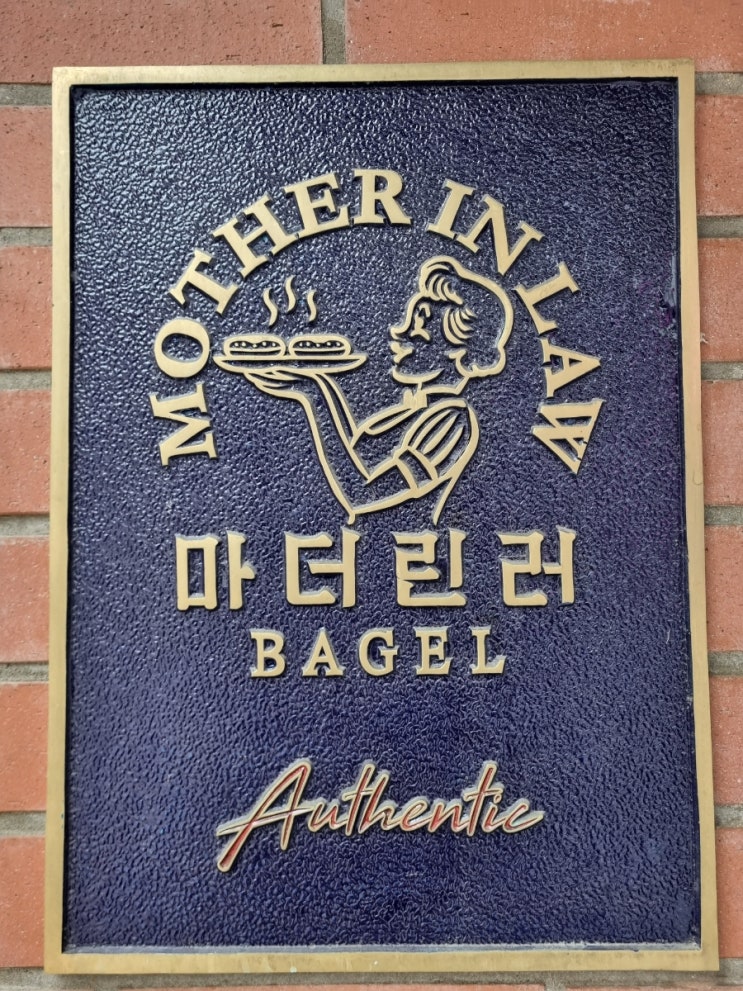 MOTHER IN LAW
마더린러
BAGEL
Authentic